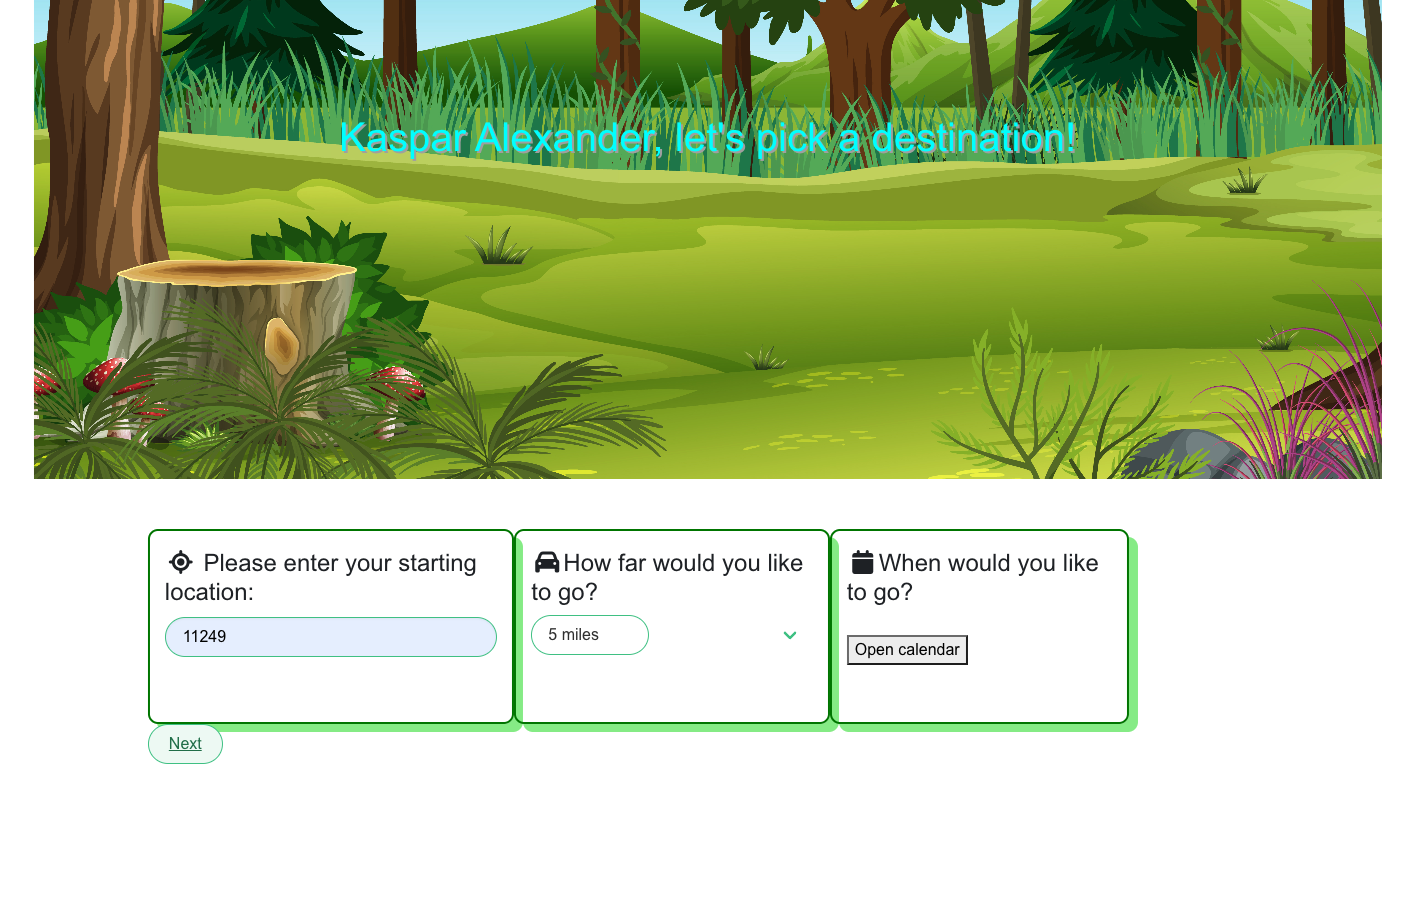 Kaspar Alexander, let's pick a destination!
Please enter your starting
location:
11249
How far would you like
to go?
5 miles
When would you like
to go?
Open calendar
Next